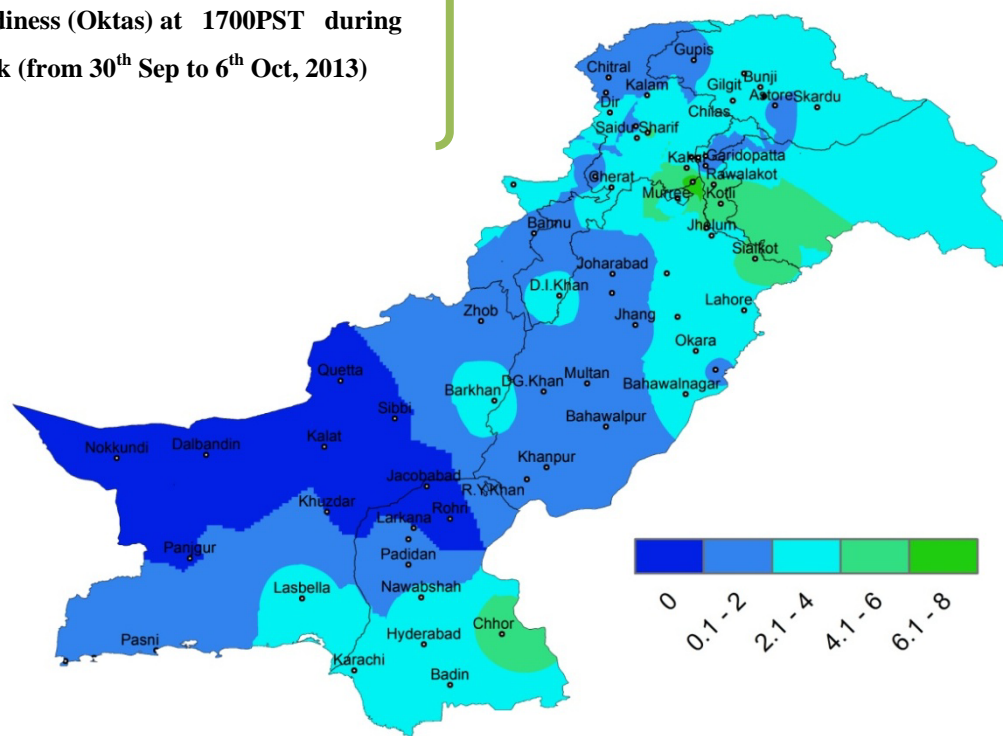 diness (Oktas) at 1700PST during
k (from 30th Sep to 6th Oct, 2013)
Gupis
Chitral
Bunji
Kalam
Gilgit
Astore
Skardu
Dir
Chilas
Saidu Sharif
Garidopatta
Cherat
Rawalakot
Murree
Kotli
Bannu
Jhelum
Sialkot
Joharabad
D.I.Khan
Lahore
Zhob
Jhang
Okara
Quetta
Multan
Barkhan
DG.Khan
Bahawalnagar
Sibbi
Bahawalpur
Kalat
Nokkundi
Dalbandin
Khanpur
Jacobabad
R.Y.Khan
Khuzdar
Rohri
Larkana
Panjgur
Padidan
Lasbella
Nawabshah
Chhor
Pasni
Hyderabad
Karachi
Badin
0
0.1 - 2
2.1 - 4
4.1 - 6
6.1 - 8